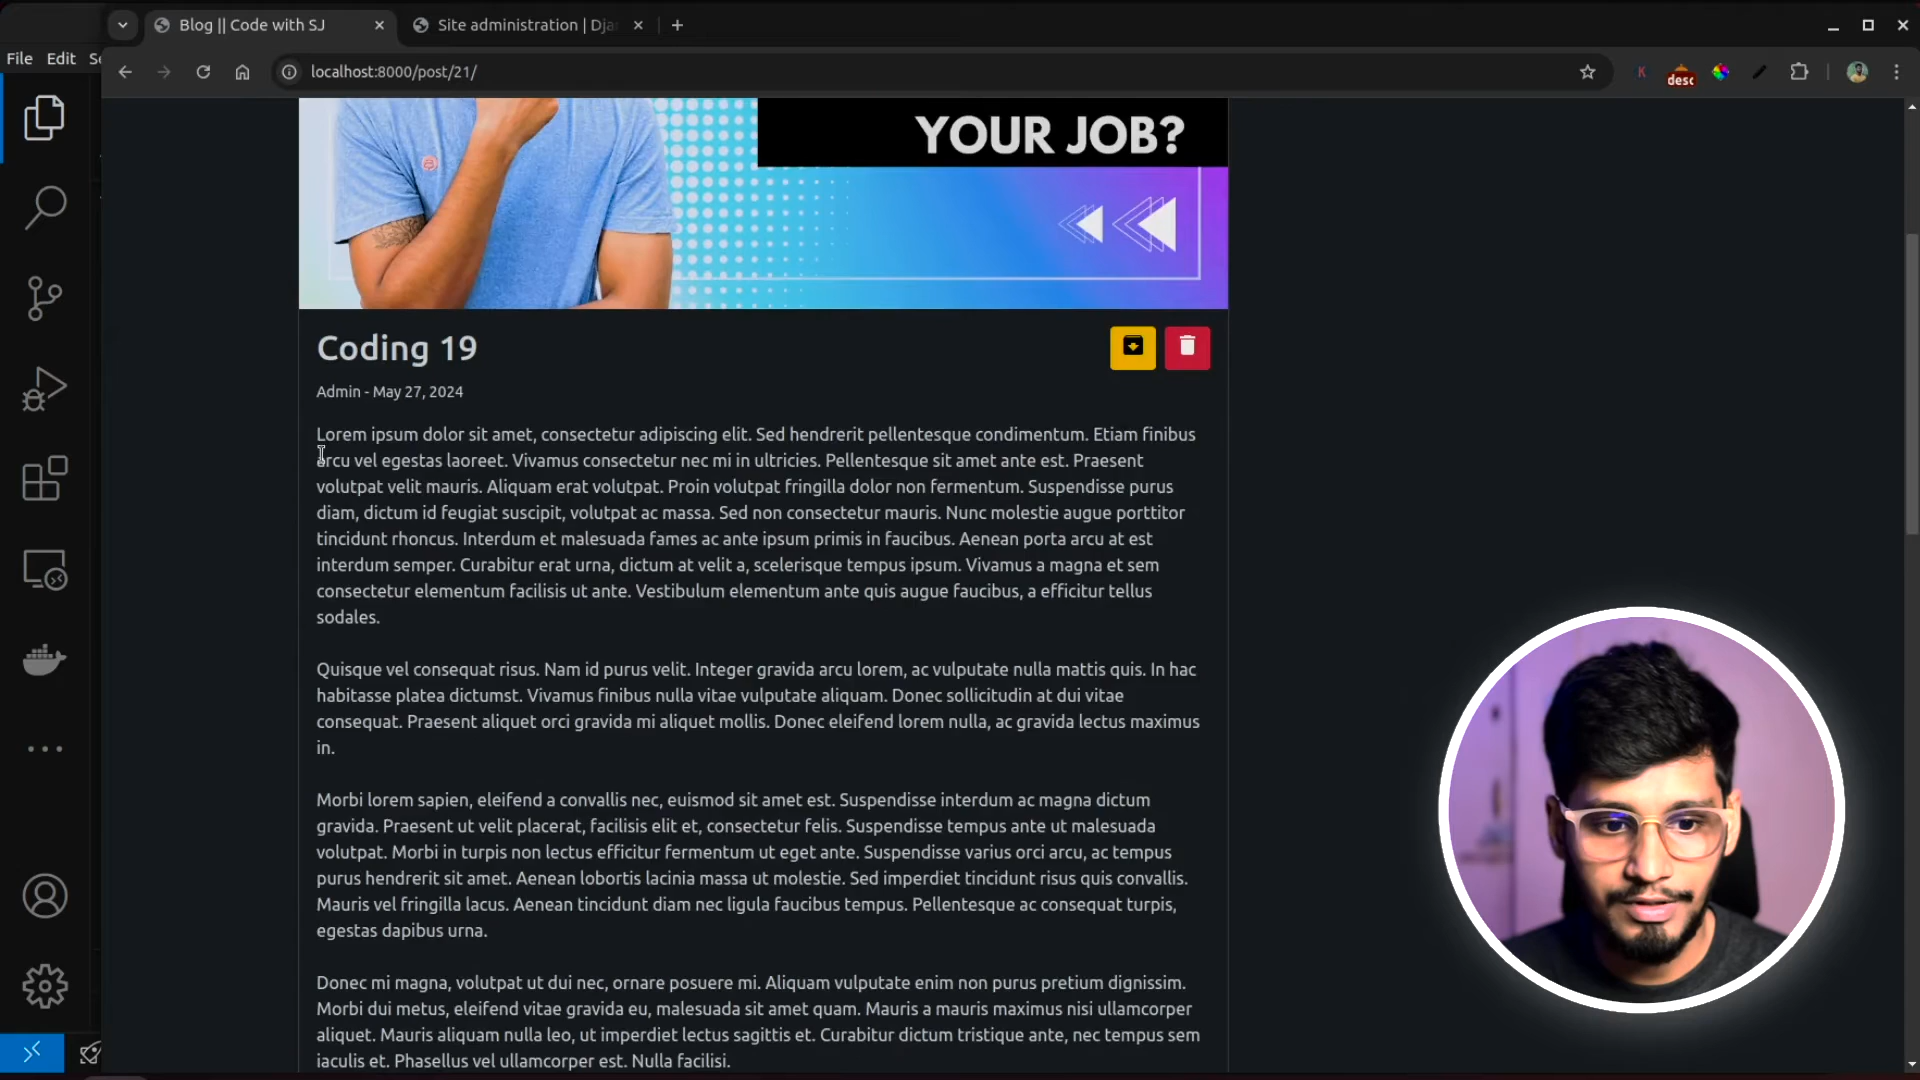 Blog || Code with SJ
Site administration | Dja
File Edit Se
localhost:8000/post/21/
K
desc
YOUR JOB?
Coding 19
Admin - May 27, 2024
Lorem ipsum dolor sit amet, consectetur adipiscing elit. Sed hendrerit pellentesque condimentum. Etiam finibus
arcu vel egestas laoreet. Vivamus consectetur nec mi in ultricies. Pellentesque sit amet ante est. Praesent
volutpat velit mauris. Aliquam erat volutpat. Proin volutpat fringilla dolor non fermentum. Suspendisse purus
diam, dictum id feugiat suscipit, volutpat ac massa. Sed non consectetur mauris. Nunc molestie augue porttitor
tincidunt rhoncus. Interdum et malesuada fames ac ante ipsum primis in faucibus. Aenean porta arcu at est
interdum semper. Curabitur erat urna, dictum at velit a, scelerisque tempus ipsum. Vivamus a magna et sem
consectetur elementum facilisis ut ante. Vestibulum elementum ante quis augue faucibus, a efficitur tellus
sodales.
Quisque vel consequat risus. Nam id purus velit. Integer gravida arcu lorem, ac vulputate nulla mattis quis. In hac
habitasse platea dictumst. Vivamus finibus nulla vitae vulputate aliquam. Donec sollicitudin at dui vitae
consequat. Praesent aliquet orci gravida mi aliquet mollis. Donec eleifend lorem nulla, ac gravida lectus maximus
in.
Morbi lorem sapien, eleifend a convallis nec, euismod sit amet est. Suspendisse interdum ac magna dictum
gravida. Praesent ut velit placerat, facilisis elit et, consectetur felis. Suspendisse tempus ante ut malesuada
volutpat. Morbi in turpis non lectus efficitur fermentum ut eget ante. Suspendisse varius orci arcu, ac tempus
purus hendrerit sit amet. Aenean lobortis lacinia massa ut molestie. Sed imperdiet tincidunt risus quis convallis.
Mauris vel fringilla lacus. Aenean tincidunt diam nec ligula faucibus tempus. Pellentesque ac consequat turpis,
egestas dapibus urna.
Donec mi magna, volutpat ut dui nec, ornare posuere mi. Aliquam vulputate enim non purus pretium dignissim.
Morbi dui metus, eleifend vitae gravida eu, malesuada sit amet quam. Mauris a mauris maximus nisi ullamcorper
aliquet. Mauris aliquam nulla leo, ut imperdiet lectus sagittis et. Curabitur dictum tristique ante, nec tempus sem
iaculis et. Phasellus vel ullamcorper est. Nulla facilisi.